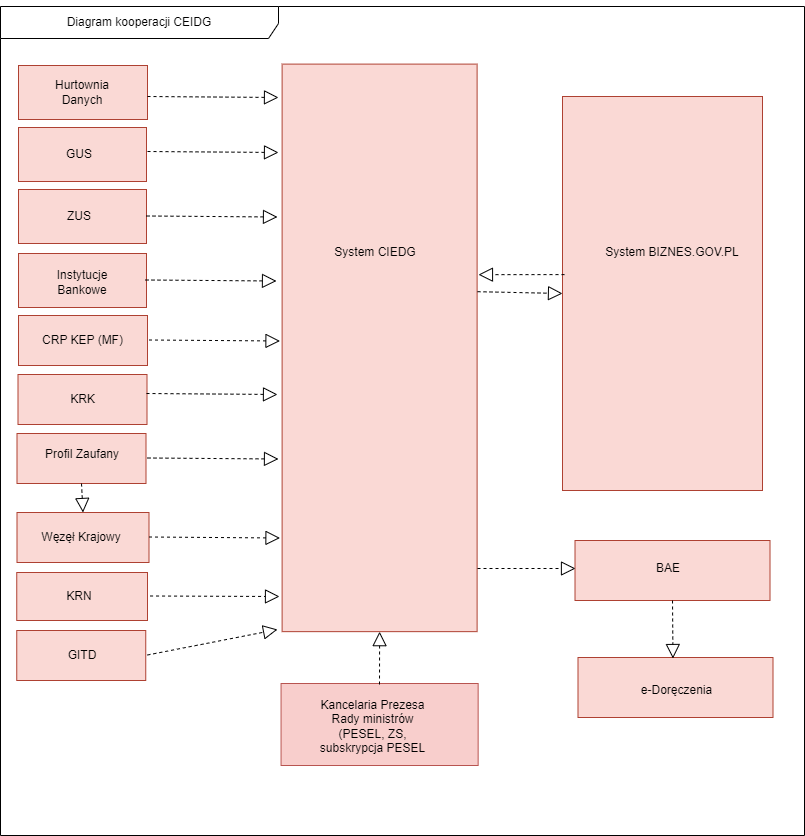 Diagram kooperacji CEIDG
Hurtownia
Danych
GUS
ZUS
Instytucje
Bankowe
CRP KEP (MF)
KRK
Profil Zaufany
Węzęł Krajowy
KRN
GITD
System CIEDG
Kancelaria Prezesa
Rady ministrów
(PESEL, ZS,
subskrypcja PESEL
System BIZNES.GOV.PL
BAE
e-Doręczenia